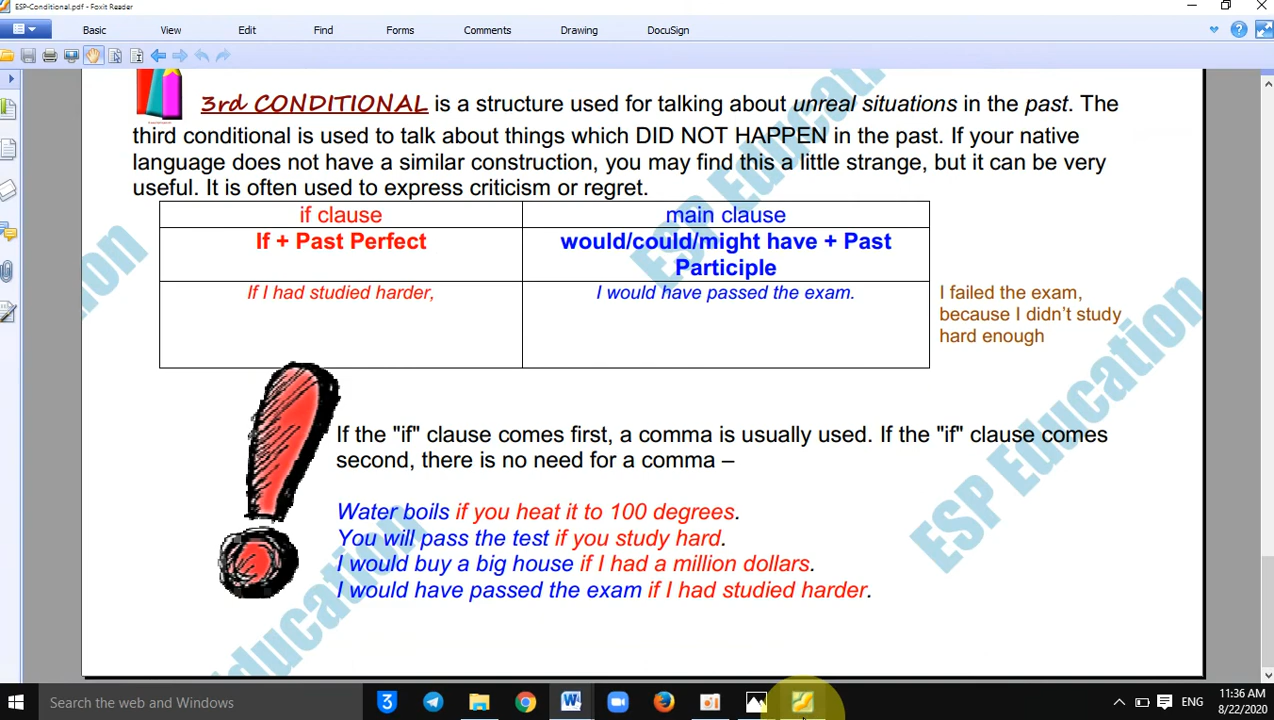 ESP-Conditional.pdf - Foxit Reader
Basic View Edit Find Forms Comments Drawing DocuSign
3rd CONDITIONAL is a structure used for talking about unreal situations in the past. The
third conditional is used to talk about things which DID NOT HAPPEN in the past. If your native
language does not have a similar construction, you may find this a little strange, but it can be very
useful. It is often used to express criticism or regret.
if clause main clause
If + Past Perfect would/could/might have + Past
Participle
If I had studied harder, I would have passed the exam. I failed the exam,
because I didn't study
hard enough
If the "if" clause comes first, a comma is usually used. If the "if" clause comes
second, there is no need for a comma –
Water boils if you heat it to 100 degrees.
You will pass the test if you study hard.
I would buy a big house if I had a million dollars.
I would have passed the exam if I had studied harder.
ESP Education
ESP Education
Search the web and Windows
ENG
11:36 AM
8/22/2020